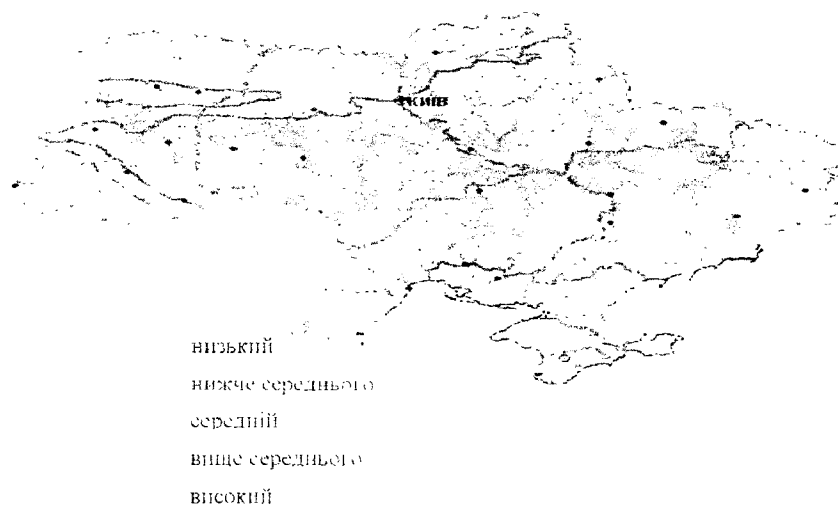 КИЇВ
низький
нижче середнього
середній
вище середнього
високий